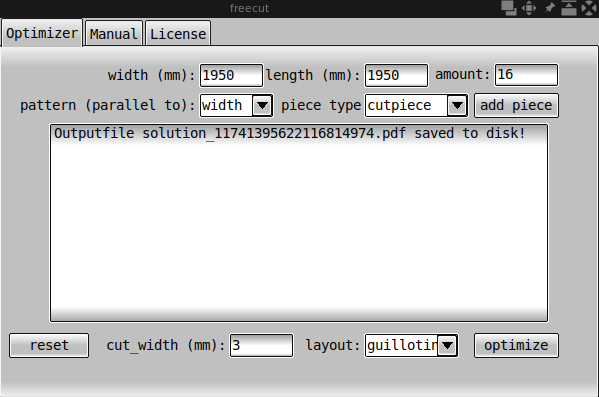 freecut
Optimizer Manual License
width (mm): 1950 length (mm): 1950 amount: 16
pattern (parallel to): width piece type cutpiece add piece
Outputfile solution_11741395622116814974.pdf saved to disk!
reset cut_width (mm): 3 layout: guillotin optimize